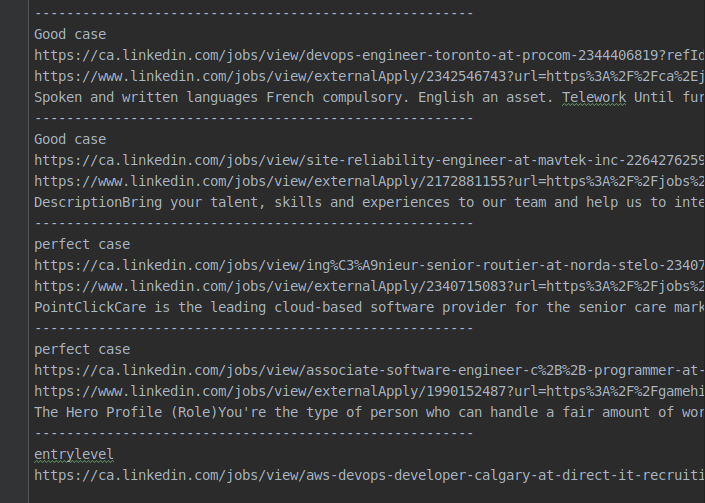 -------------------------------------------------------
Good case
https://ca.linkedin.com/jobs/view/devops-engineer-toronto-at-procom-2344406819?refId
https://www.linkedin.com/jobs/view/externalApply/2342546743?url=https%3A%2F%2Fca%2Ej
Spoken and written languages French compulsory. English an asset. Telework Until fur
-------------------------------------------------------
Good case
https://ca.linkedin.com/jobs/view/site-reliability-engineer-at-mavtek-inc-2264276259
https://www.linkedin.com/jobs/view/externalApply/2172881155?url=https%3A%2F%2Fjobs%2
DescriptionBring your talent, skills and experiences to our team and help us to inte
-------------------------------------------------------
perfect case
https://ca.linkedin.com/jobs/view/ing%C3%A9nieur-senior-routier-at-norda-stelo-23407
https://www.linkedin.com/jobs/view/externalApply/2340715083?url=https%3A%2F%2Fjobs%2
PointClickCare is the leading cloud-based software provider for the senior care mark
-------------------------------------------------------
perfect case
https://ca.linkedin.com/jobs/view/associate-software-engineer-c%2B%2B-programmer-at-
https://www.linkedin.com/jobs/view/externalApply/1990152487?url=https%3A%2F%2Fgamehi
The Hero Profile (Role)You're the type of person who can handle a fair amount of wor
-------------------------------------------------------
entrylevel
https://ca.linkedin.com/jobs/view/aws-devops-developer-calgary-at-direct-it-recruiti